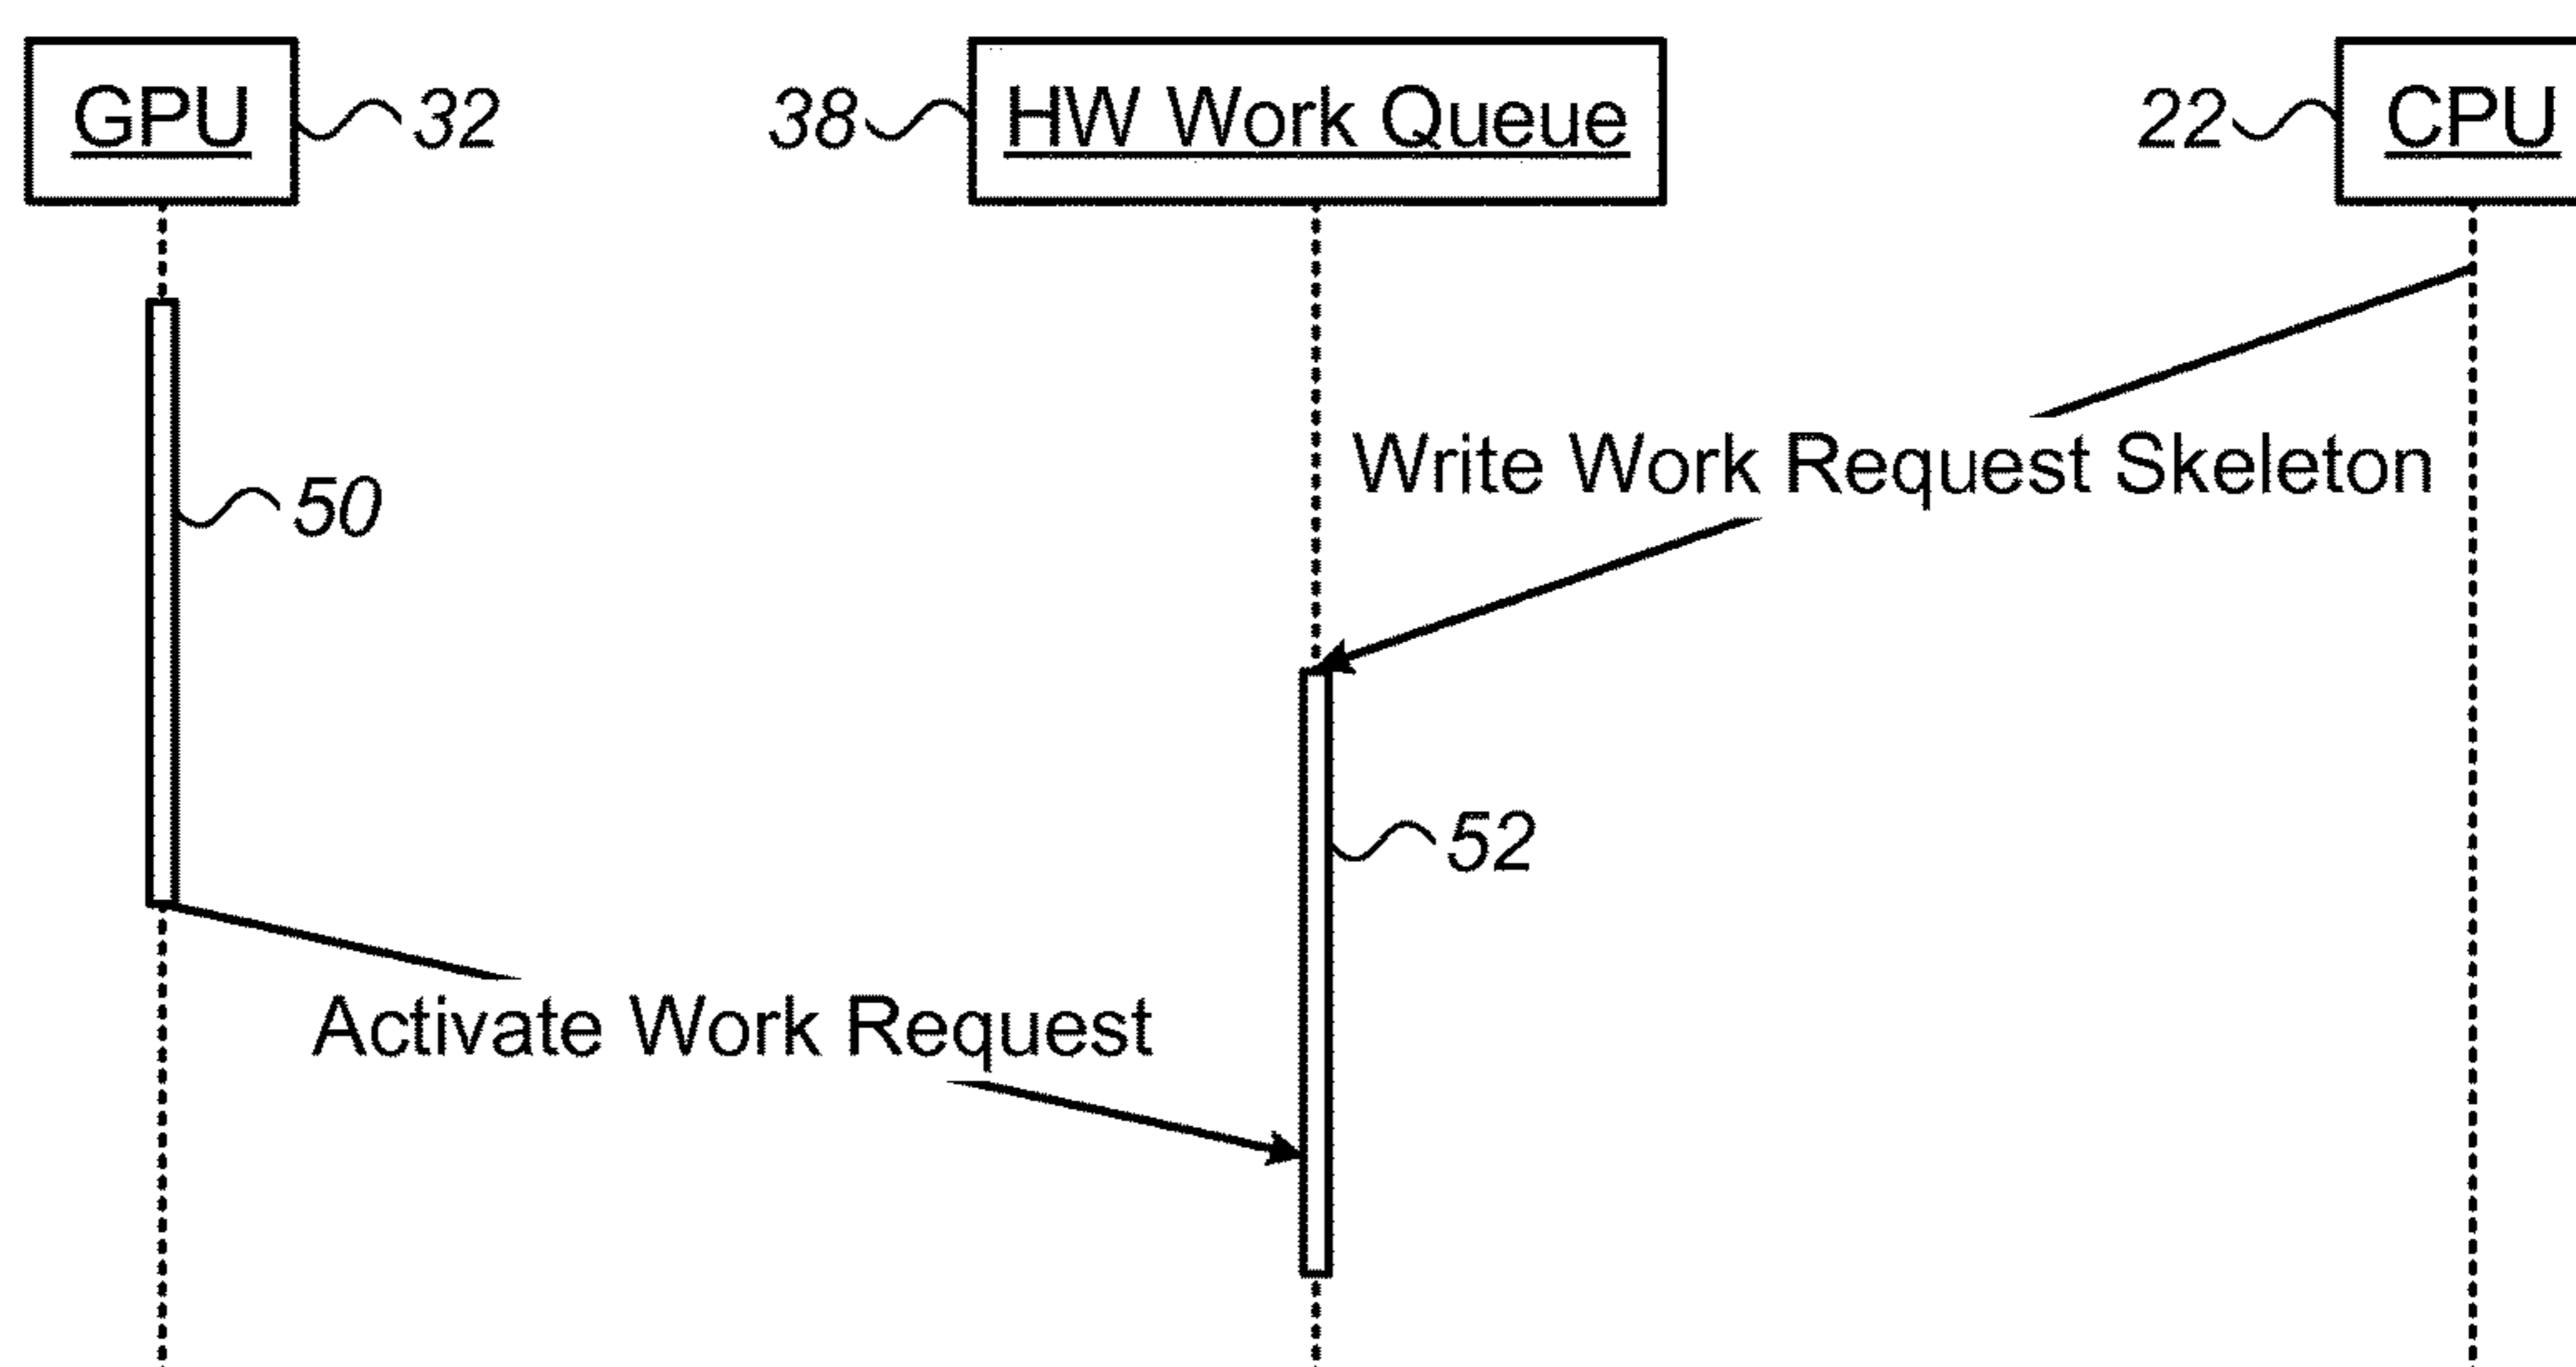 GPU 32 38 HW Work Queue 22 CPU
Write Work Request Skeleton
50
52
Activate Work Request